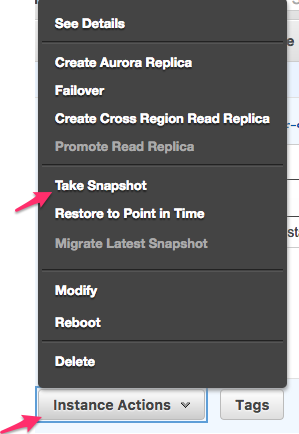 See Details
Create Aurora Replica
Failover
Create Cross Region Read Replica
Promote Read Replica
Take Snapshot
Restore to Point in Time
Migrate Latest Snapshot
Modify
Reboot
Delete
Instance Actions
Tags